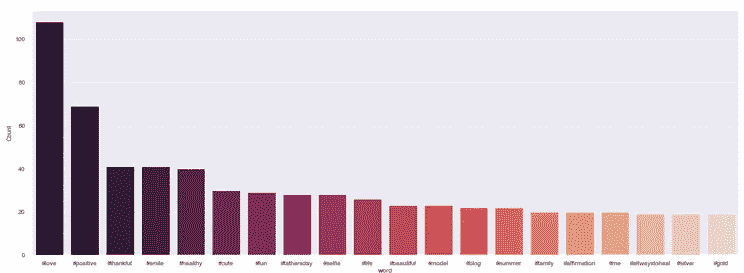 100
80
Count
60
40
20
0
#love #positive #thankful #smile #healthy #cute #fun #fathersday #selfie #life #beautiful #model #blog #summer #family #affirmation #me #altwaystoheal #silver #gold
word